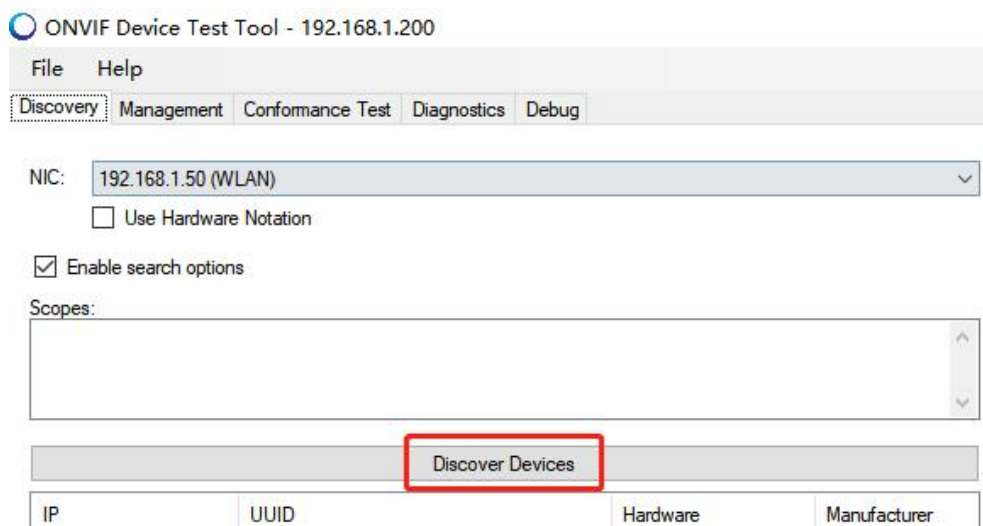 ONVIF Device Test Tool - 192.168.1.200
File Help
Discovery Management Conformance Test Diagnostics Debug
NIC: 192.168.1.50 (WLAN)
Use Hardware Notation
Enable search options
Scopes:
Discover Devices
IP UUID Hardware Manufacturer